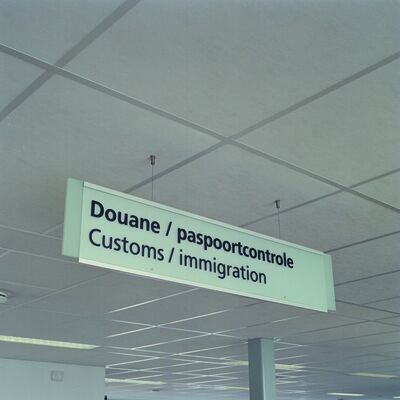 Douane / paspoortcontrole
Customs / immigration